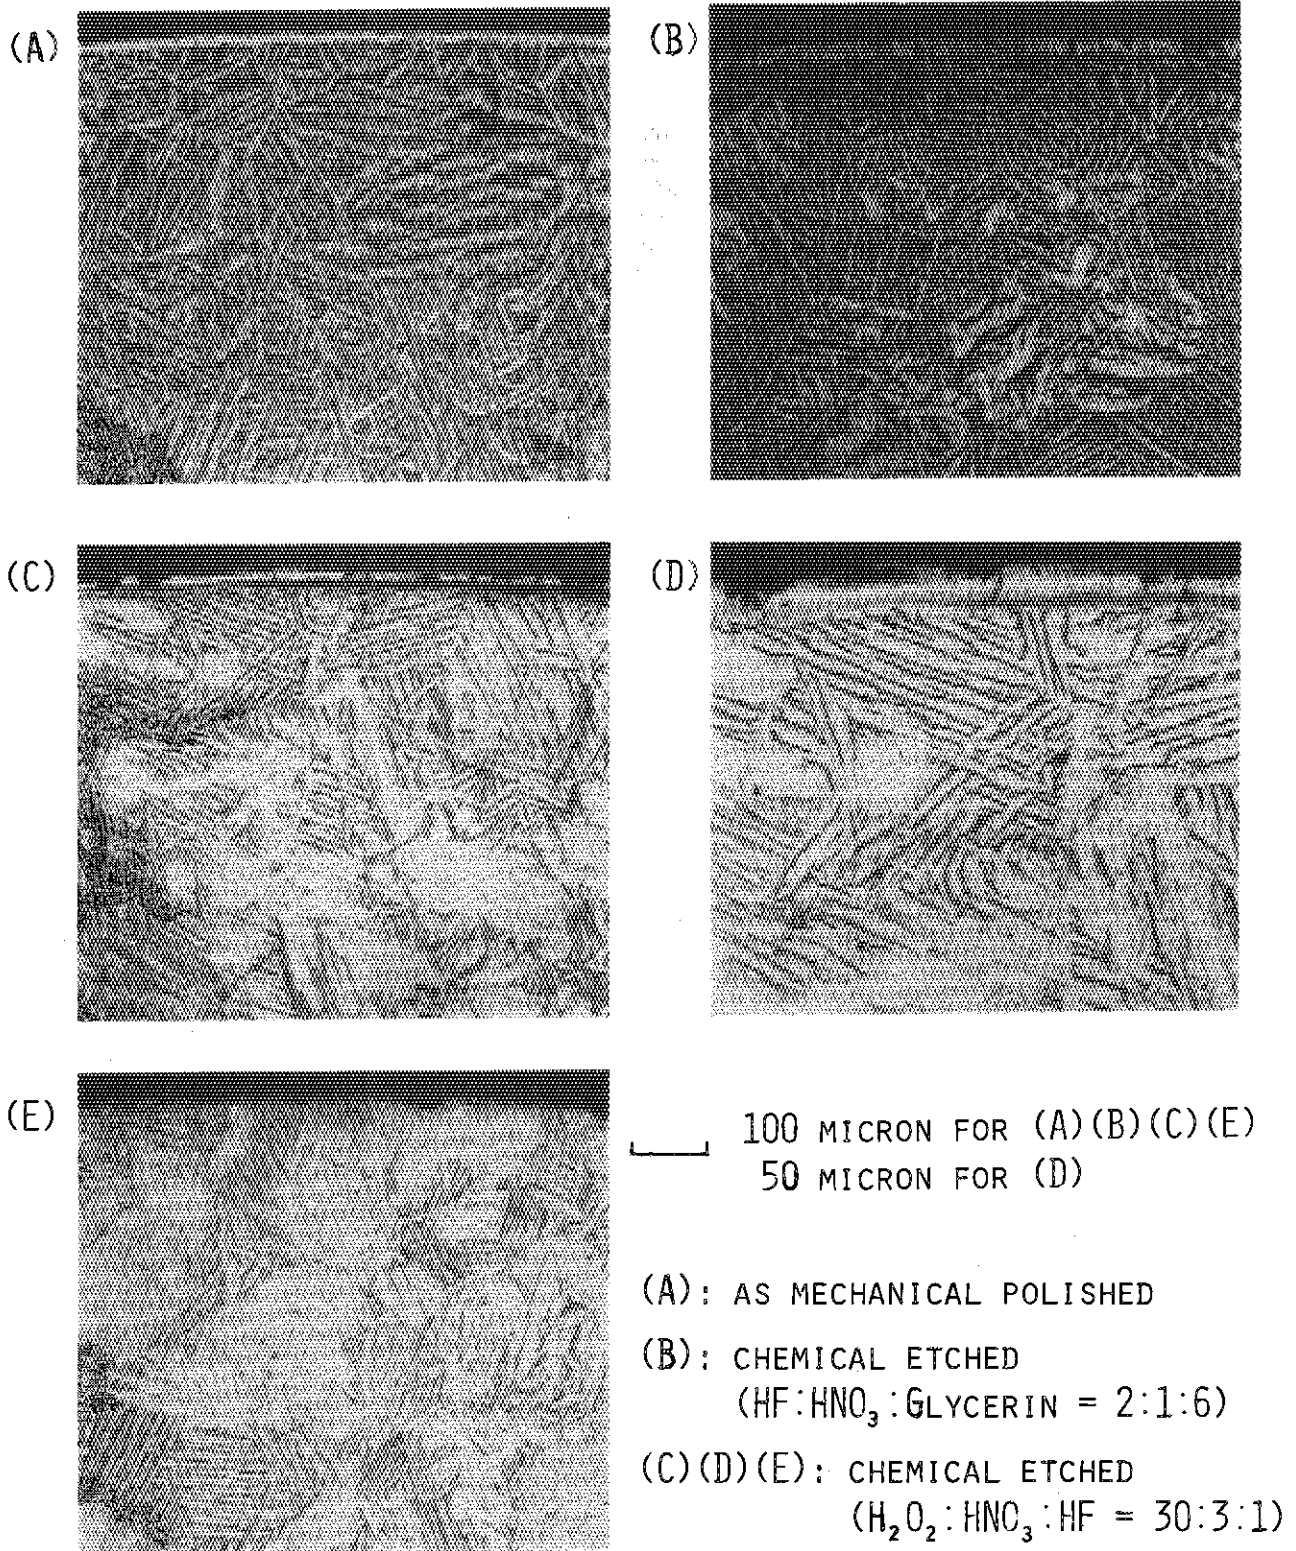 (A)
(B)
(C)
(D)
(E)
100 MICRON FOR (A)(B)(C)(E)
50 MICRON FOR (D)
(A): AS MECHANICAL POLISHED
(B): CHEMICAL ETCHED
(HF:HNO₃:GLYCERIN = 2:1:6)
(C)(D)(E): CHEMICAL ETCHED
(H₂O₂:HNO₃:HF = 30:3:1)